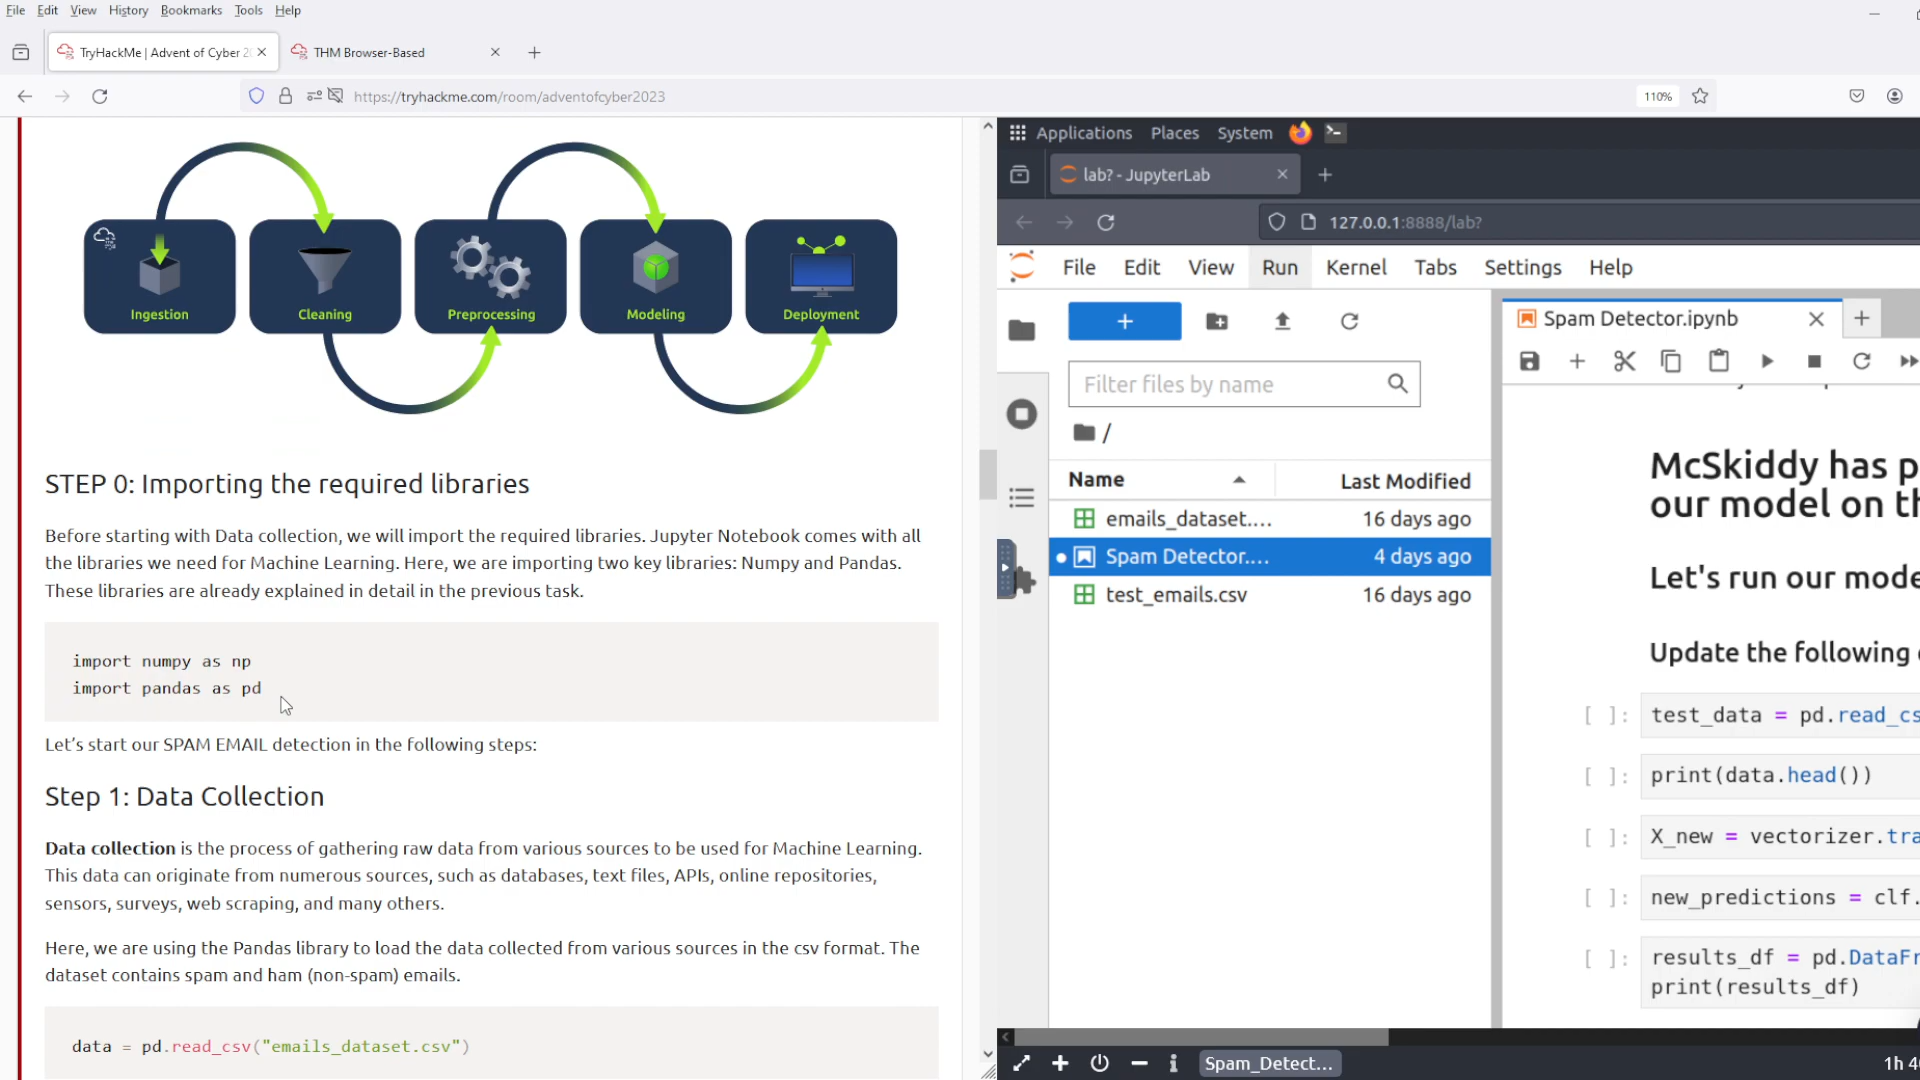 File Edit View History Bookmarks Tools Help
TryHackMe | Advent of Cyber 2
THM Browser-Based
https://tryhackme.com/room/adventofcyber2023
110%
Ingestion
Cleaning
Preprocessing
Modeling
Deployment
STEP 0: Importing the required libraries
Before starting with Data collection, we will import the required libraries. Jupyter Notebook comes with all
the libraries we need for Machine Learning. Here, we are importing two key libraries: Numpy and Pandas.
These libraries are already explained in detail in the previous task.
import numpy as np
import pandas as pd
Let’s start our SPAM EMAIL detection in the following steps:
Step 1: Data Collection
Data collection is the process of gathering raw data from various sources to be used for Machine Learning.
This data can originate from numerous sources, such as databases, text files, APIs, online repositories,
sensors, surveys, web scraping, and many others.
Here, we are using the Pandas library to load the data collected from various sources in the csv format. The
dataset contains spam and ham (non-spam) emails.
data = pd.read_csv("emails_dataset.csv")
Applications Places System
lab? - JupyterLab
127.0.0.1:8888/lab?
File Edit View Run Kernel Tabs Settings Help
Filter files by name
/
Name Last Modified
emails_dataset.... 16 days ago
Spam Detector.... 4 days ago
test_emails.csv 16 days ago
Spam Detector.ipynb
McSkiddy has p
our model on th
Let's run our mode
Update the following
[ ]: test_data = pd.read_cs
[ ]: print(data.head())
[ ]: X_new = vectorizer.tra
[ ]: new_predictions = clf.
[ ]: results_df = pd.DataFr
print(results_df)
Spam_Detect...
1h 4